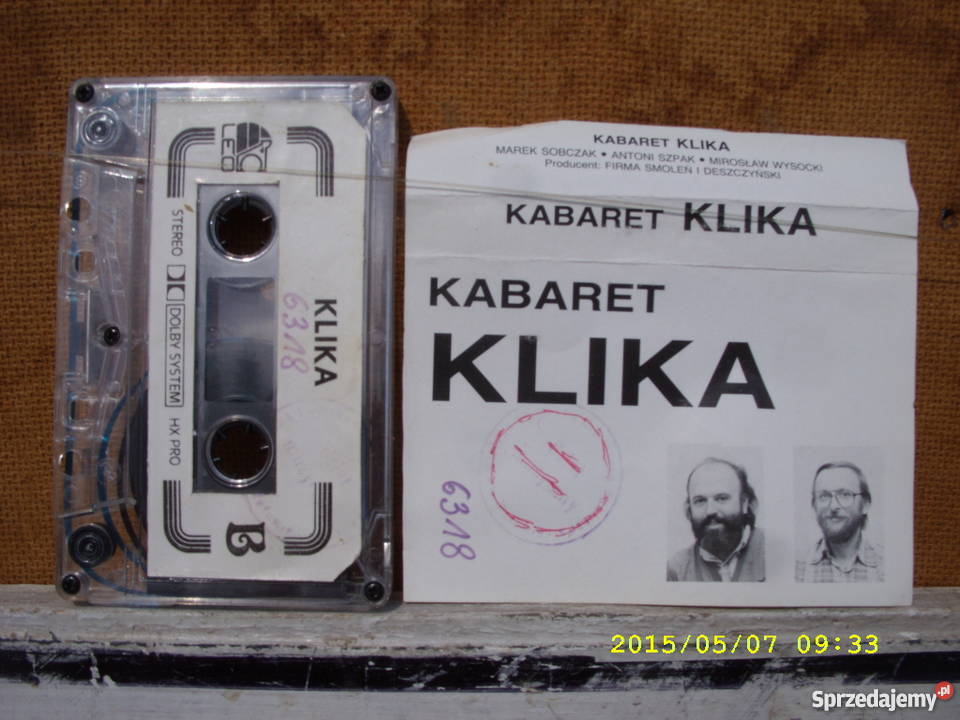 LEO
STEREO DOLBY SYSTEM HX PRO
KLIKA
6318
B
KABARET KLIKA
MAREK SOBCZAK • ANTONI SZPAK • MIROSŁAW WYSOCKI
Producent: FIRMA SMOLEŃ I DESZCZYŃSKI
KABARET KLIKA
KABARET
KLIKA
6318
2015/05/07 09:33
Sprzedajemy.pl